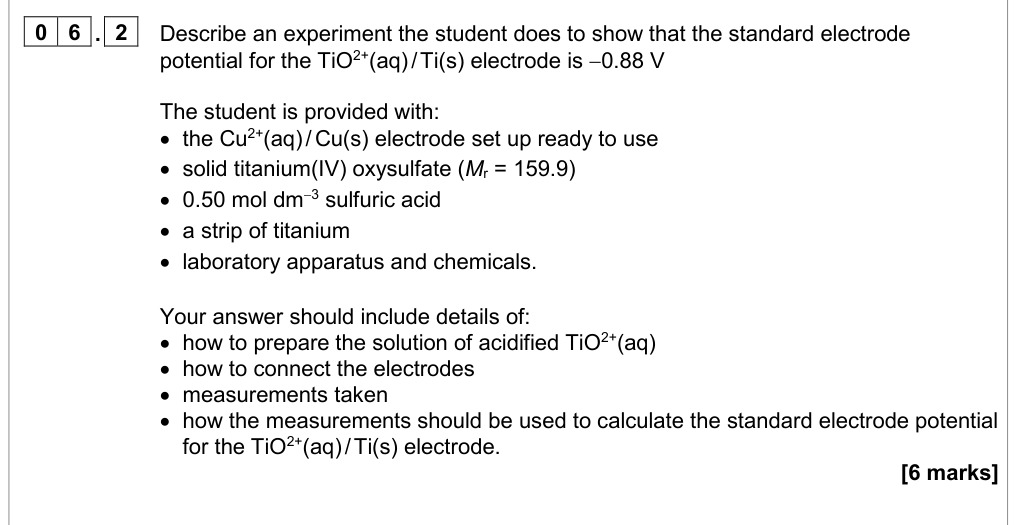 0 6 . 2 Describe an experiment the student does to show that the standard electrode
potential for the TiO²⁺(aq)/Ti(s) electrode is –0.88 V
The student is provided with:
• the Cu²⁺(aq)/Cu(s) electrode set up ready to use
• solid titanium(IV) oxysulfate (Mᵣ = 159.9)
• 0.50 mol dm⁻³ sulfuric acid
• a strip of titanium
• laboratory apparatus and chemicals.
Your answer should include details of:
• how to prepare the solution of acidified TiO²⁺(aq)
• how to connect the electrodes
• measurements taken
• how the measurements should be used to calculate the standard electrode potential
for the TiO²⁺(aq)/Ti(s) electrode.
[6 marks]